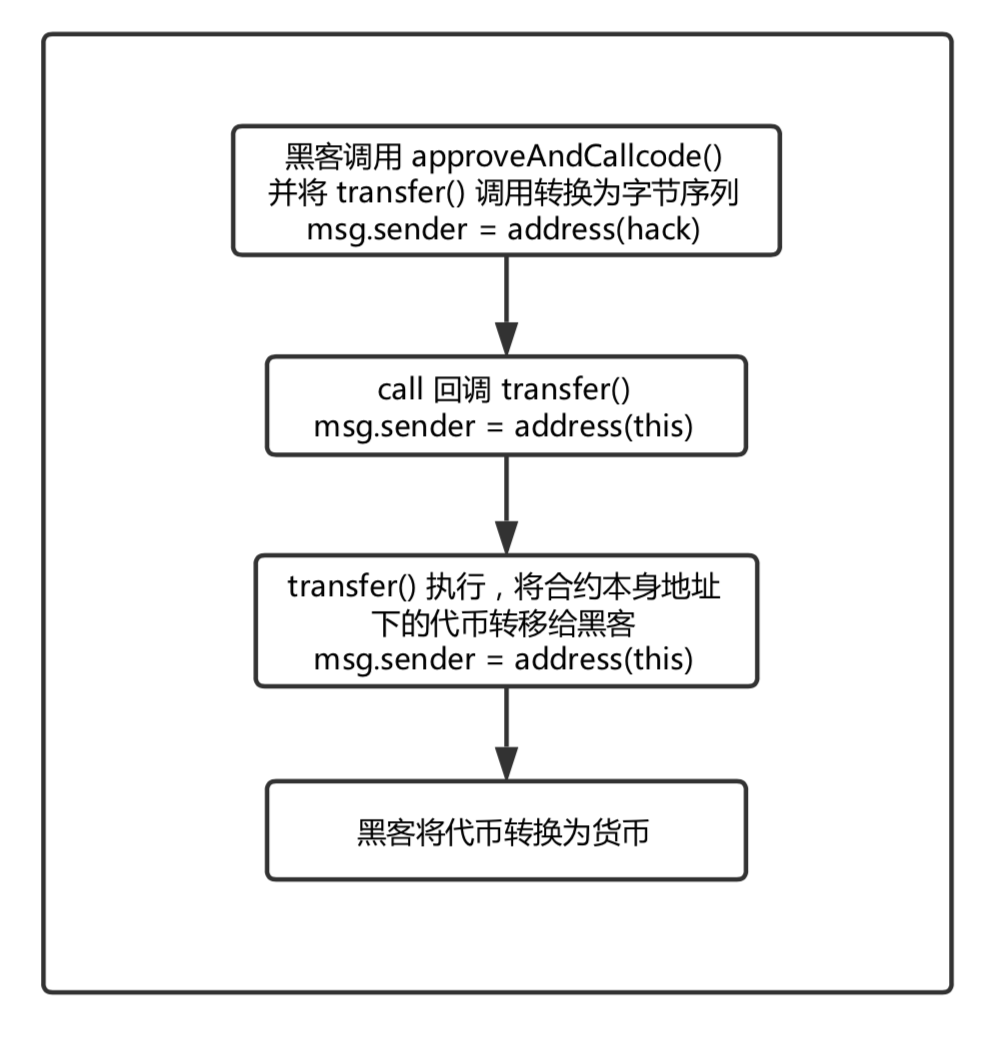 黑客调用 approveAndCallcode()
并将 transfer() 调用转换为字节序列
msg.sender = address(hack)
call 回调 transfer()
msg.sender = address(this)
transfer() 执行，将合约本身地址
下的代币转移给黑客
msg.sender = address(this)
黑客将代币转换为货币